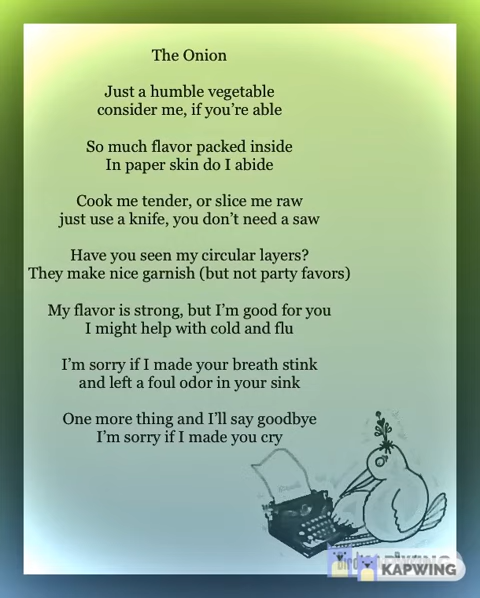 The Onion
Just a humble vegetable
consider me, if you’re able
So much flavor packed inside
In paper skin do I abide
Cook me tender, or slice me raw
just use a knife, you don’t need a saw
Have you seen my circular layers?
They make nice garnish (but not party favors)
My flavor is strong, but I’m good for you
I might help with cold and flu
I’m sorry if I made your breath stink
and left a foul odor in your sink
One more thing and I’ll say goodbye
I’m sorry if I made you cry
KAPWING